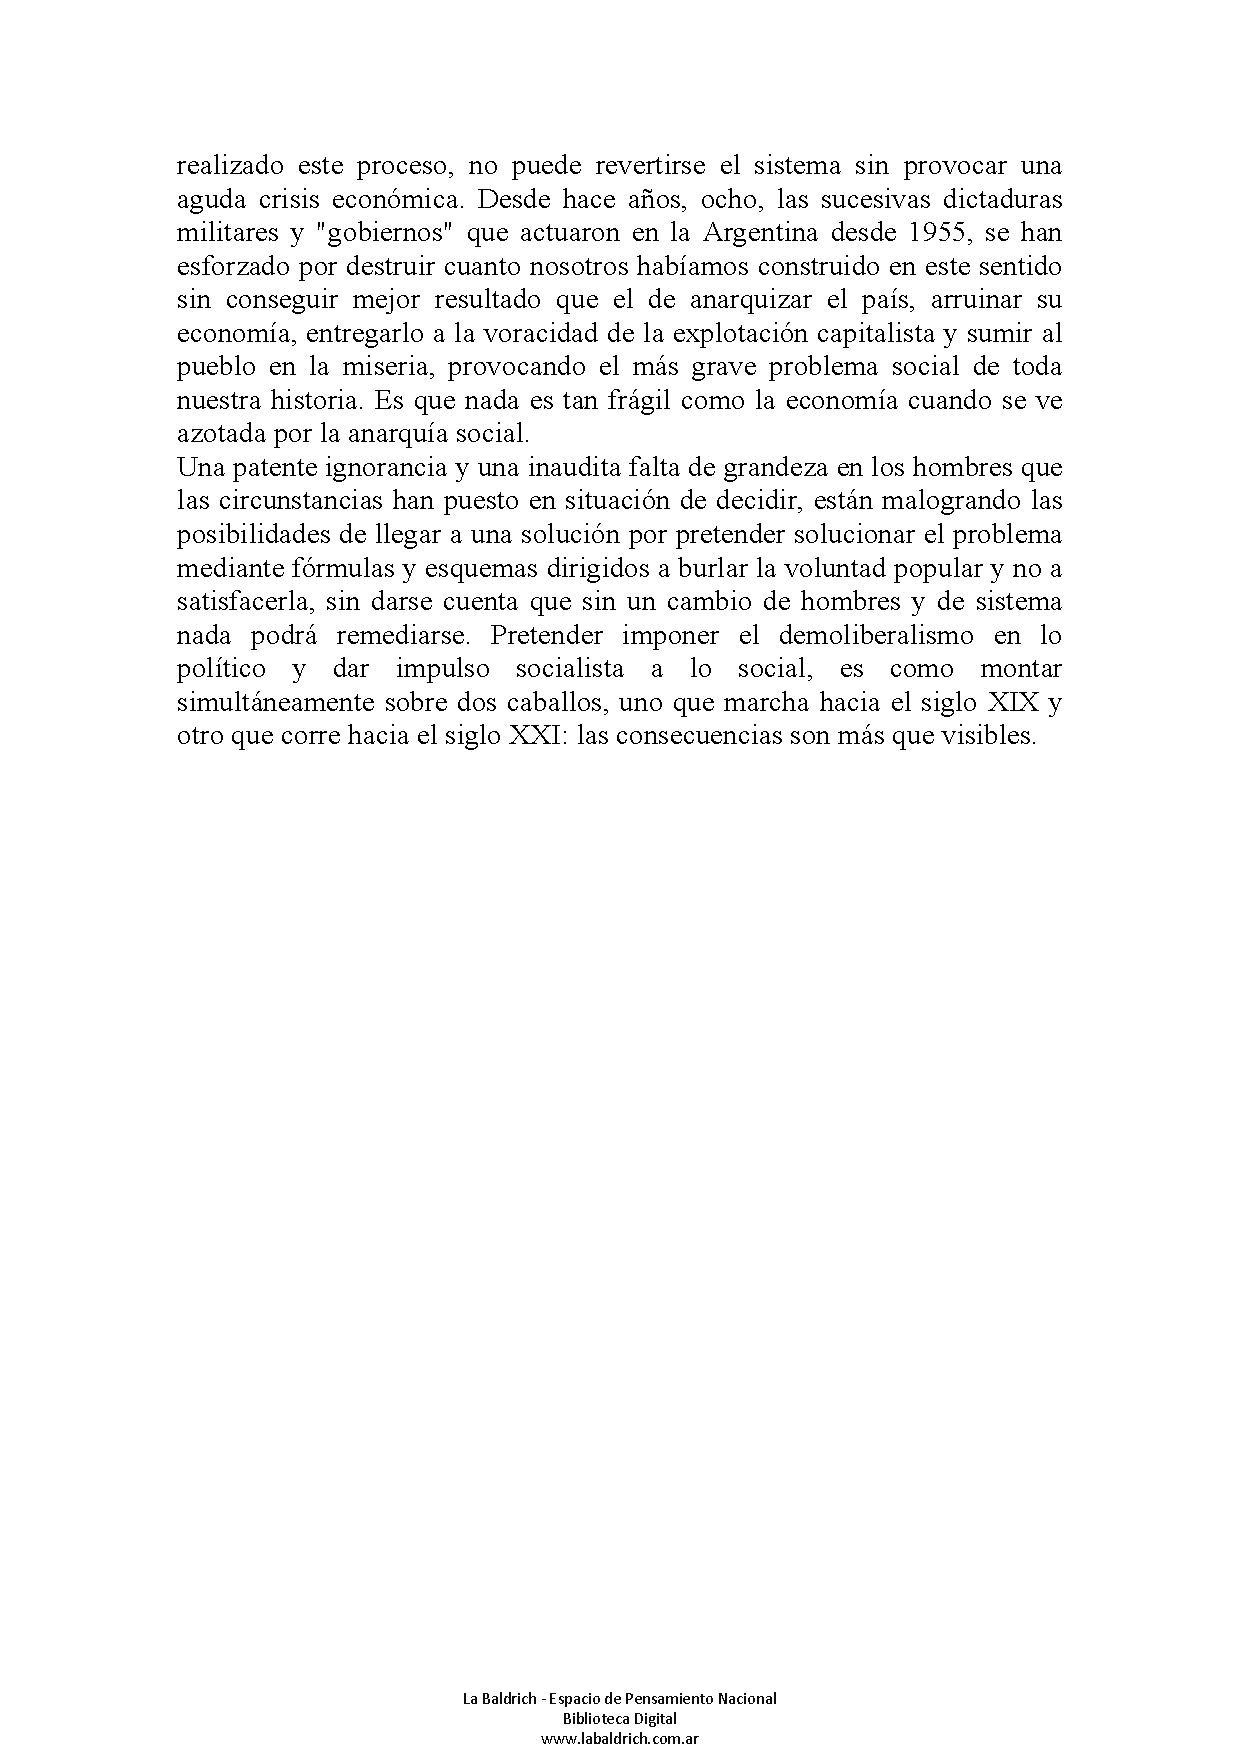 realizado este proceso, no puede revertirse el sistema sin provocar una
aguda crisis económica. Desde hace años, ocho, las sucesivas dictaduras
militares y "gobiernos" que actuaron en la Argentina desde 1955, se han
esforzado por destruir cuanto nosotros habíamos construido en este sentido
sin conseguir mejor resultado que el de anarquizar el país, arruinar su
economía, entregarlo a la voracidad de la explotación capitalista y sumir al
pueblo en la miseria, provocando el más grave problema social de toda
nuestra historia. Es que nada es tan frágil como la economía cuando se ve
azotada por la anarquía social.
Una patente ignorancia y una inaudita falta de grandeza en los hombres que
las circunstancias han puesto en situación de decidir, están malogrando las
posibilidades de llegar a una solución por pretender solucionar el problema
mediante fórmulas y esquemas dirigidos a burlar la voluntad popular y no a
satisfacerla, sin darse cuenta que sin un cambio de hombres y de sistema
nada podrá remediarse. Pretender imponer el demoliberalismo en lo
político y dar impulso socialista a lo social, es como montar
simultáneamente sobre dos caballos, uno que marcha hacia el siglo XIX y
otro que corre hacia el siglo XXI: las consecuencias son más que visibles.
La Baldrich - Espacio de Pensamiento Nacional
Biblioteca Digital
www.labaldrich.com.ar